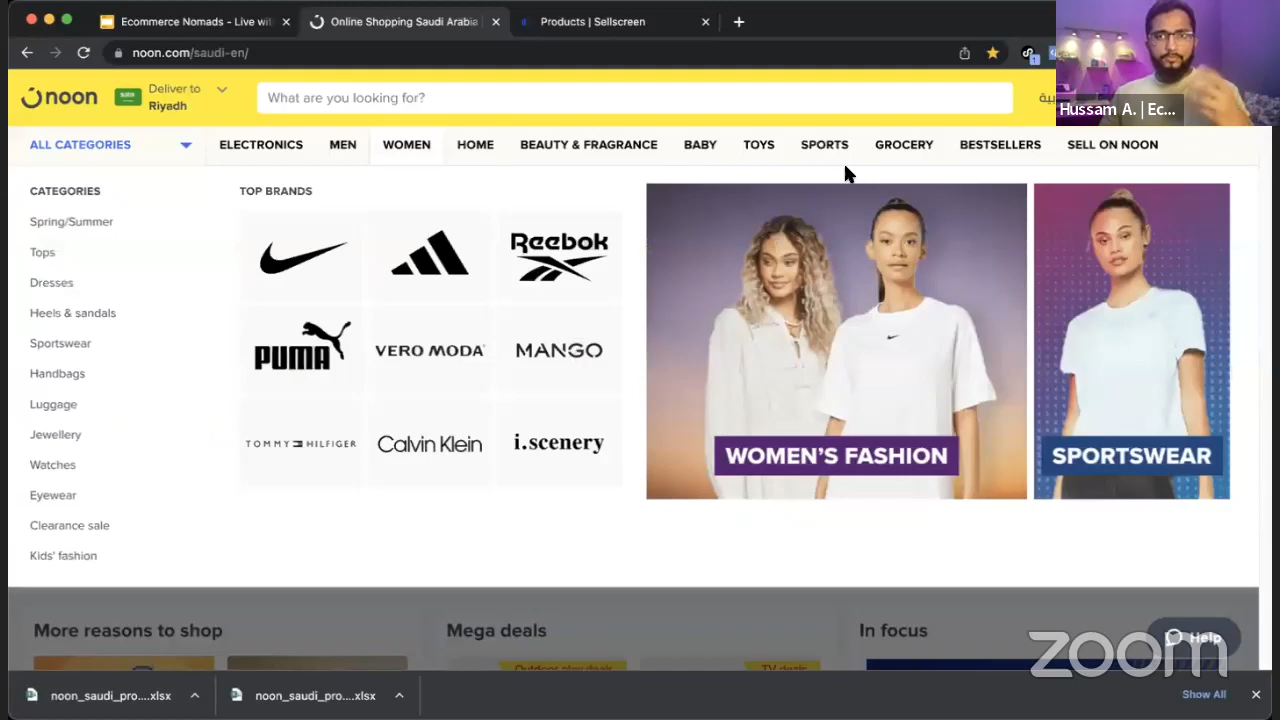 Ecommerce Nomads - Live wit
Online Shopping Saudi Arabia
Products | Sellscreen
noon.com/saudi-en/
noon
Deliver to
Riyadh
What are you looking for?
Hussam A. | Ec...
ALL CATEGORIES
ELECTRONICS
MEN
WOMEN
HOME
BEAUTY & FRAGRANCE
BABY
TOYS
SPORTS
GROCERY
BESTSELLERS
SELL ON NOON
CATEGORIES
Spring/Summer
Tops
Dresses
Heels & sandals
Sportswear
Handbags
Luggage
Jewellery
Watches
Eyewear
Clearance sale
Kids' fashion
TOP BRANDS
Reebok
PUMA
VERO MODA
MANGO
TOMMY HILFIGER
Calvin Klein
i.scenery
WOMEN'S FASHION
SPORTSWEAR
More reasons to shop
Mega deals
In focus
Outdoor play deals
TV deals
Help
zoom
noon_saudi_pro....xlsx
noon_saudi_pro....xlsx
Show All